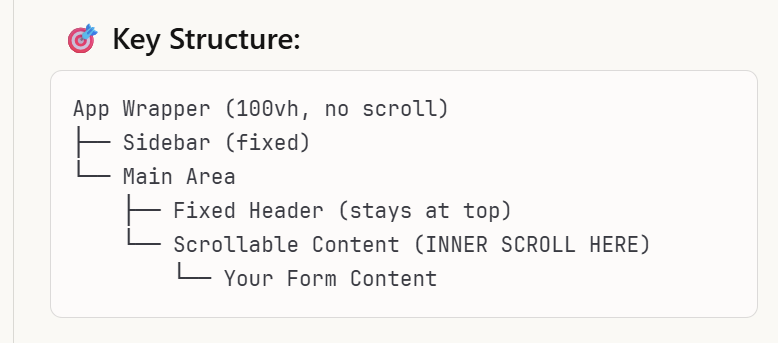 🎯 Key Structure:
App Wrapper (100vh, no scroll)
├── Sidebar (fixed)
└── Main Area
    ├── Fixed Header (stays at top)
    └── Scrollable Content (INNER SCROLL HERE)
        └── Your Form Content